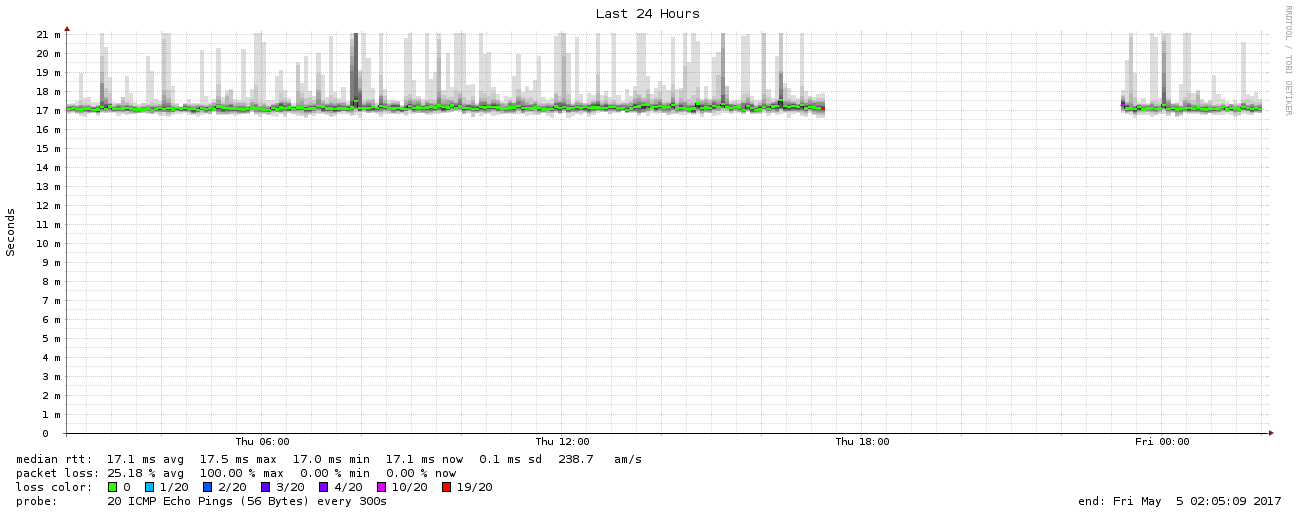 Last 24 Hours
RRDTOOL / TOBI OETIKER
Seconds
21 m
20 m
19 m
18 m
17 m
16 m
15 m
14 m
13 m
12 m
11 m
10 m
9 m
8 m
7 m
6 m
5 m
4 m
3 m
2 m
1 m
0
Thu 06:00 Thu 12:00 Thu 18:00 Fri 00:00
median rtt: 17.1 ms avg 17.5 ms max 17.0 ms min 17.1 ms now 0.1 ms sd 238.7 am/s
packet loss: 25.18 % avg 100.00 % max 0.00 % min 0.00 % now
loss color: 0 1/20 2/20 3/20 4/20 10/20 19/20
probe: 20 ICMP Echo Pings (56 Bytes) every 300s end: Fri May 5 02:05:09 2017